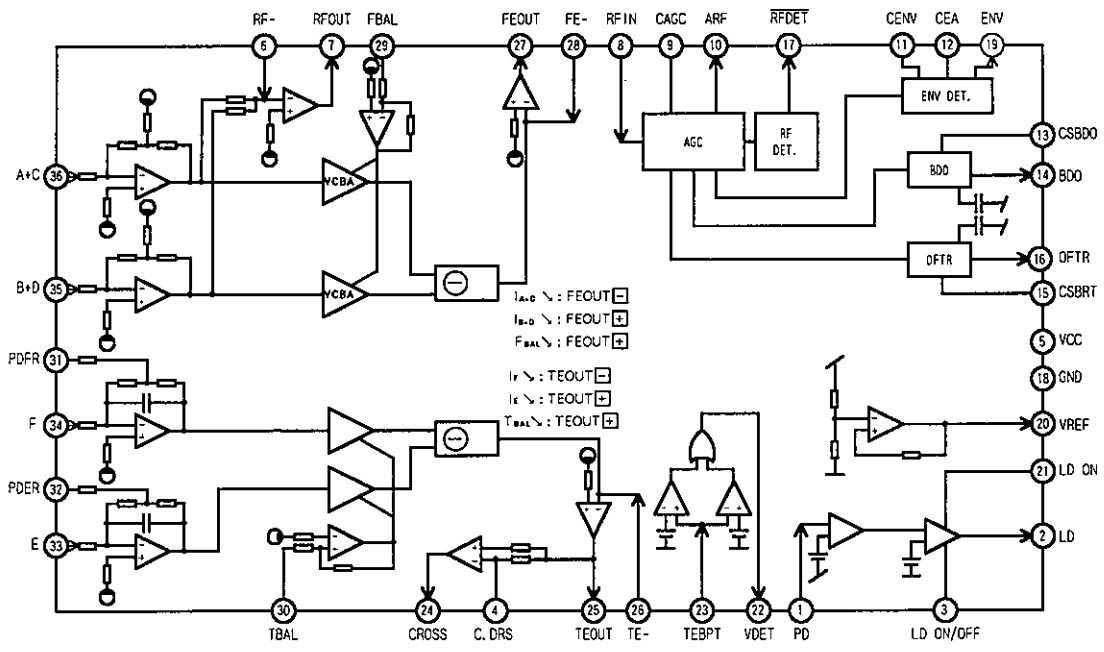 RF- RFOUT FBAL FEOUT FE- RFIN CAGC ARF RFDET CENV CEA ENV
6 7 29 27 28 8 9 10 17 11 12 19
ENV DET.
AGC
RF DET.
13 CSBDO
BDO
14 BDO
A+C 36
VCBA
OFTR
16 OFTR
15 CSBRT
B+D 35
VCBA
IA+C ↘ : FEOUT −
IB+D ↘ : FEOUT +
FBAL ↘ : FEOUT +
5 VCC
PDFR 31
18 GND
IF ↘ : TEOUT −
IE ↘ : TEOUT +
TBAL ↘ : TEOUT +
F 34
20 VREF
21 LD ON
PDER 32
E 33
2 LD
30 24 4 25 26 23 22 1 3
TBAL CROSS C.DRS TEOUT TE- TEBPT VDET PD LD ON/OFF